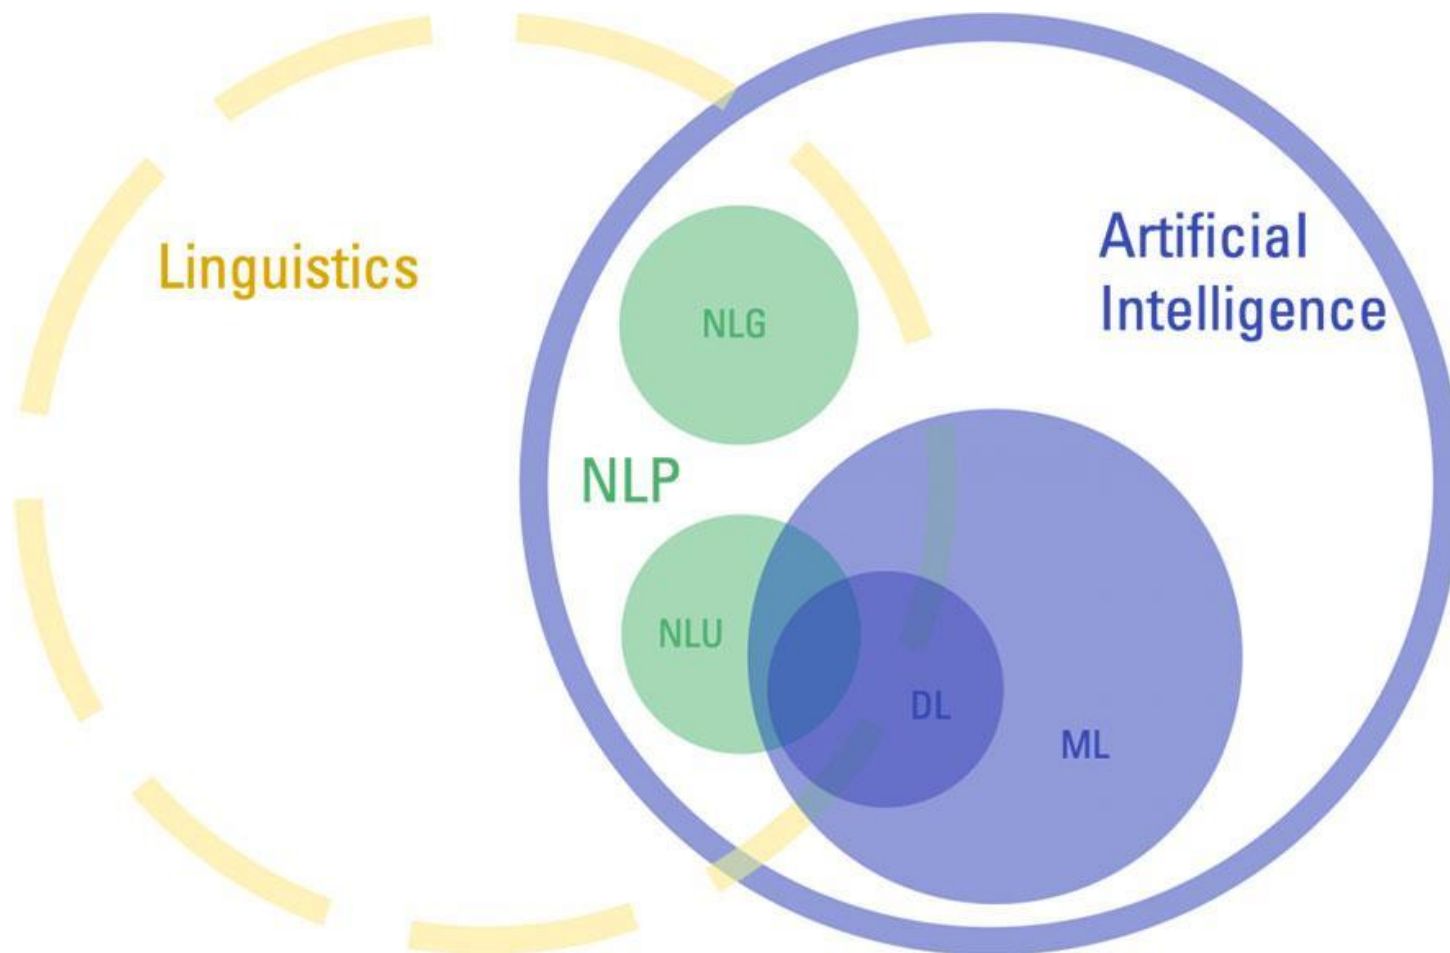 Linguistics
Artificial
Intelligence
NLG
NLP
NLU
DL
ML